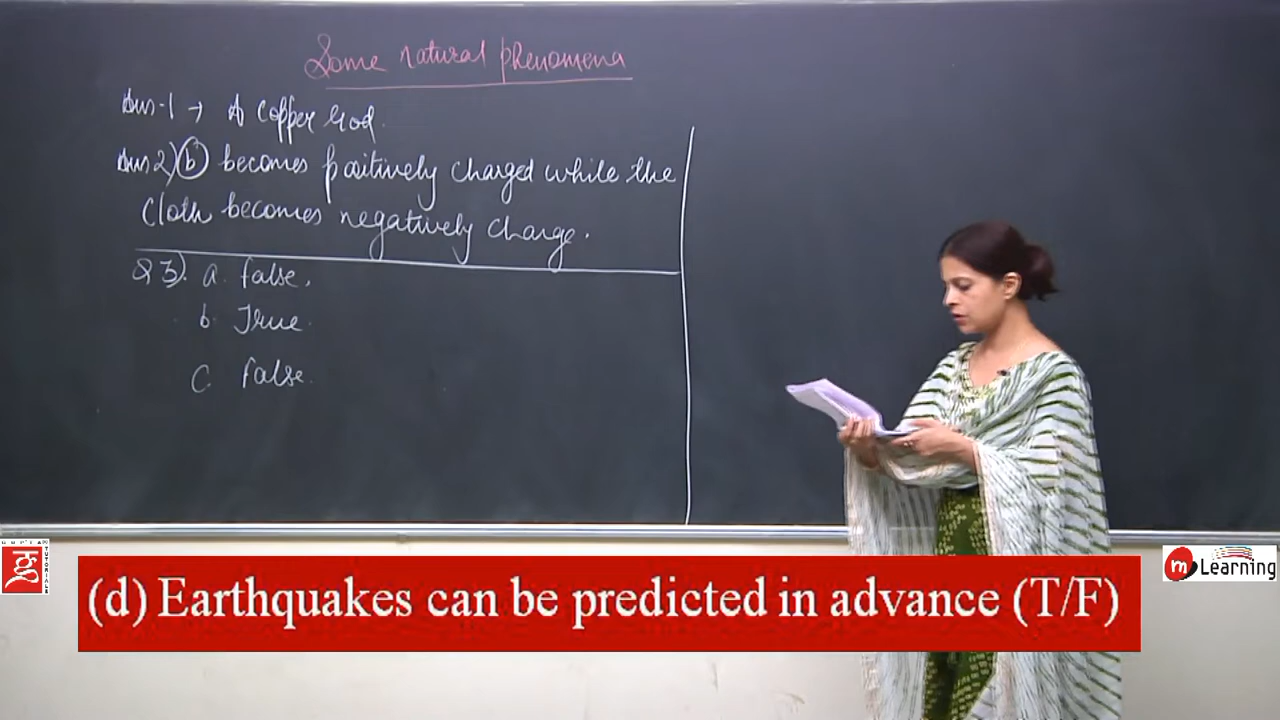 Some natural phenomena
Ans-1 → A Copper rod.
Ans 2) (b) becomes positively charged while the
Cloth becomes negatively charge.
Q 3). a. false.
b. True.
C. false.
(d) Earthquakes can be predicted in advance (T/F)
m Learning